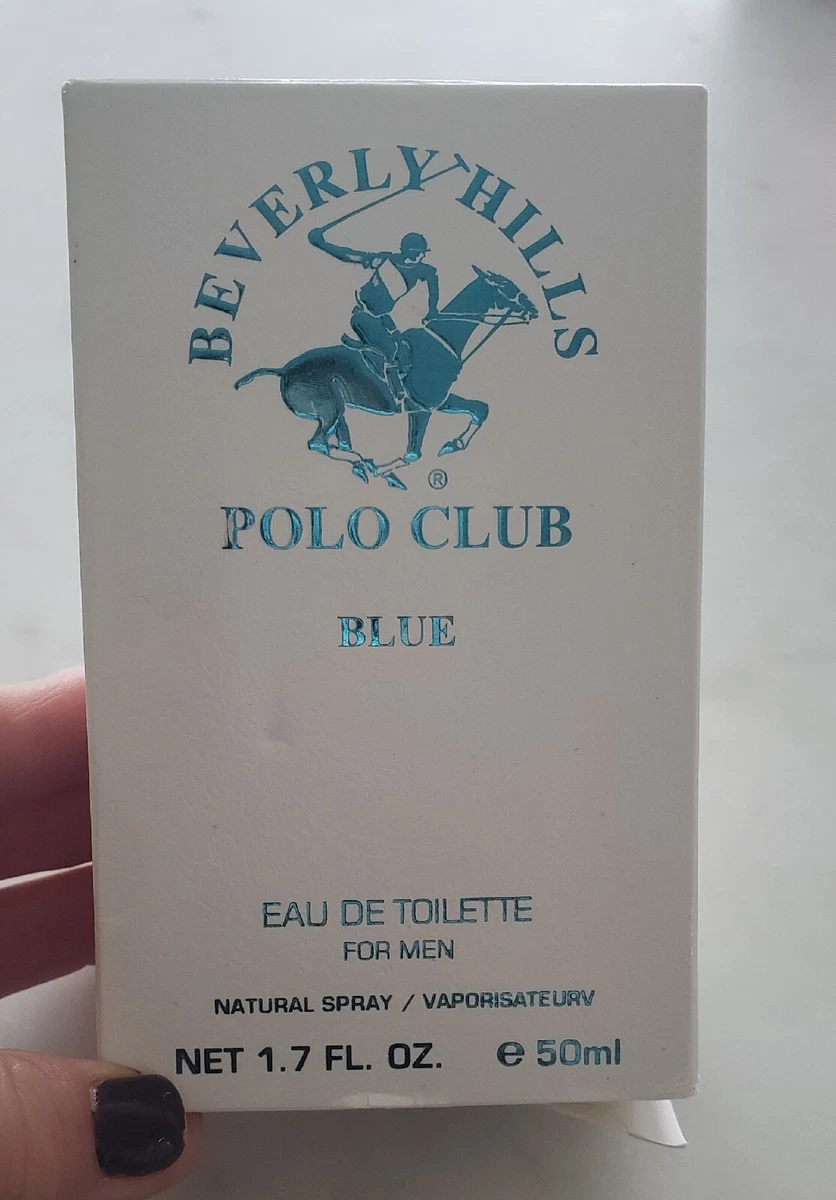 BEVERLY HILLS
®
POLO CLUB
BLUE
EAU DE TOILETTE
FOR MEN
NATURAL SPRAY / VAPORISATEURV
NET 1.7 FL. OZ. e 50ml